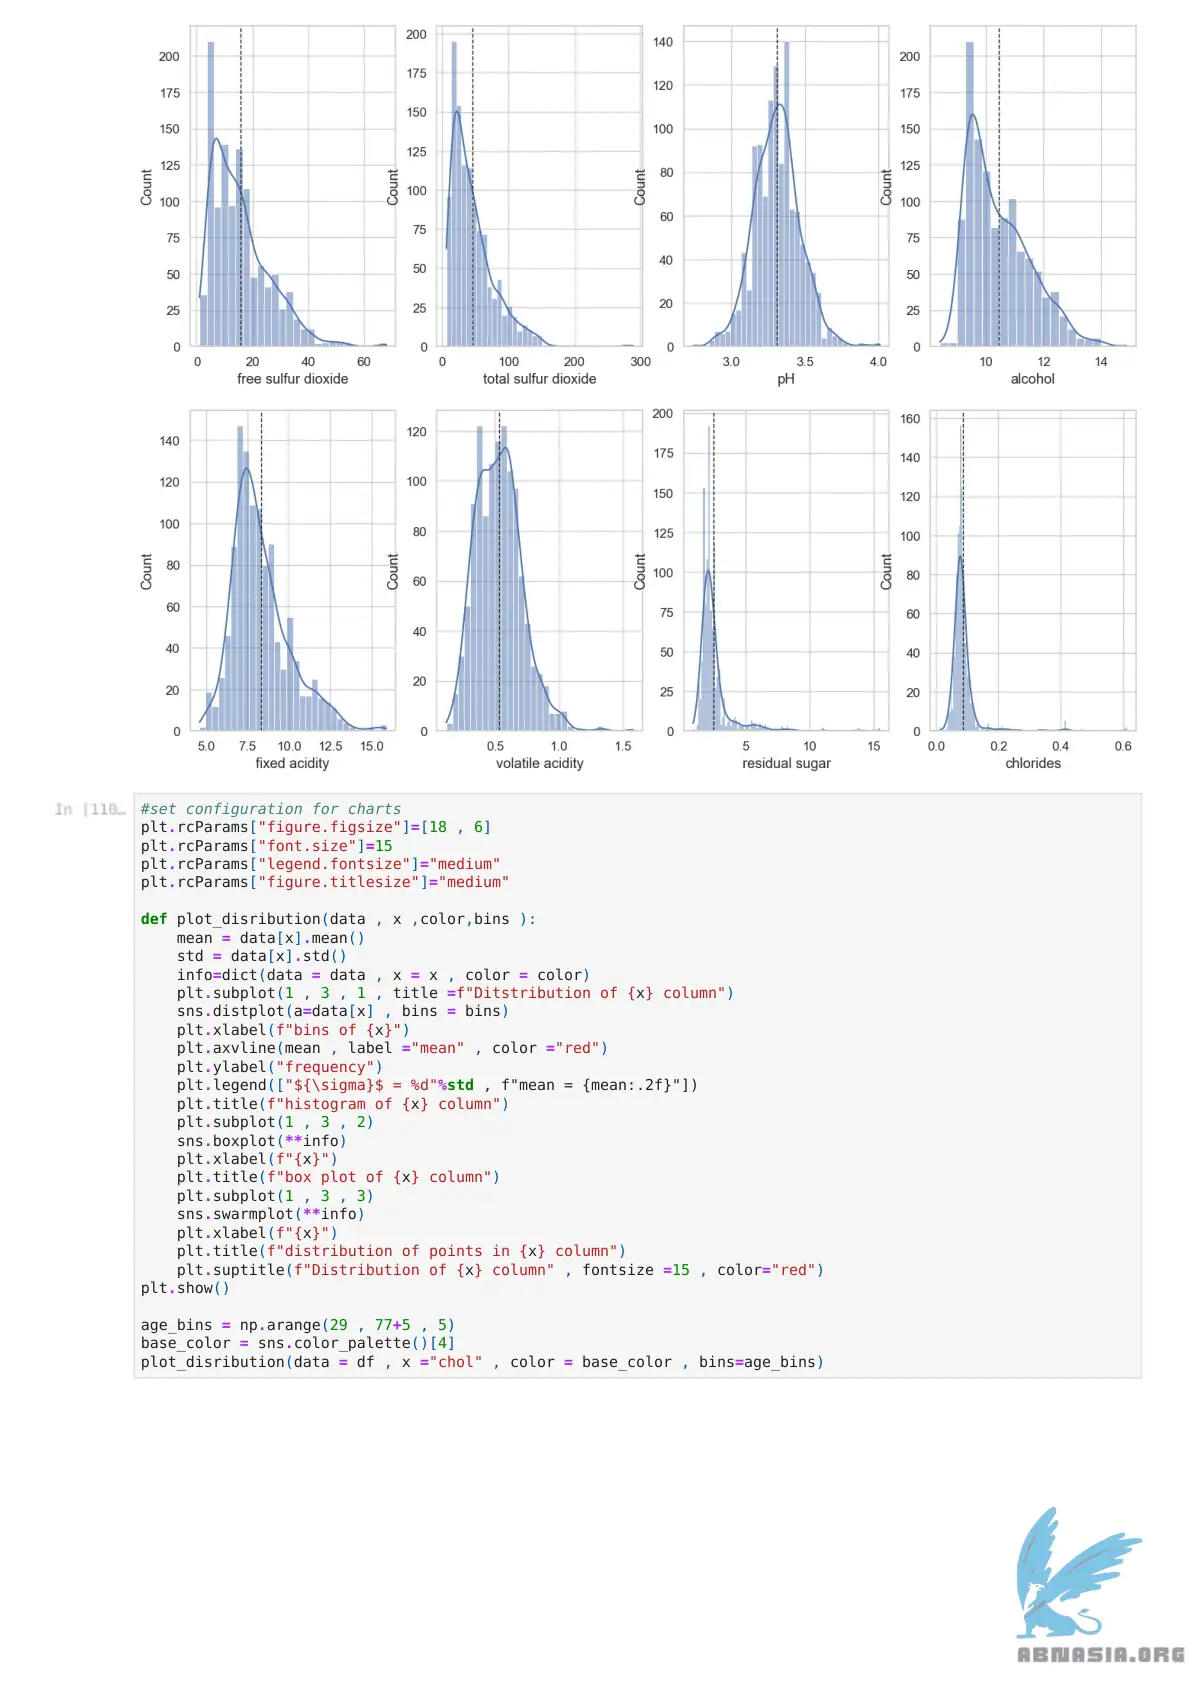 200
175
150
125
100
75
50
25
0
Count
0 20 40 60
free sulfur dioxide
200
175
150
125
100
75
50
25
0
Count
0 100 200 300
total sulfur dioxide
140
120
100
80
60
40
20
0
Count
3.0 3.5 4.0
pH
200
175
150
125
100
75
50
25
0
Count
10 12 14
alcohol
140
120
100
80
60
40
20
0
Count
5.0 7.5 10.0 12.5 15.0
fixed acidity
120
100
80
60
40
20
0
Count
0.5 1.0 1.5
volatile acidity
200
175
150
125
100
75
50
25
0
Count
5 10 15
residual sugar
160
140
120
100
80
60
40
20
0
Count
0.0 0.2 0.4 0.6
chlorides
In [110…
#set configuration for charts
plt.rcParams["figure.figsize"]=[18 , 6]
plt.rcParams["font.size"]=15
plt.rcParams["legend.fontsize"]="medium"
plt.rcParams["figure.titlesize"]="medium"
def plot_disribution(data , x ,color,bins ):
    mean = data[x].mean()
    std = data[x].std()
    info=dict(data = data , x = x , color = color)
    plt.subplot(1 , 3 , 1 , title =f"Ditstribution of {x} column")
    sns.distplot(a=data[x] , bins = bins)
    plt.xlabel(f"bins of {x}")
    plt.axvline(mean , label ="mean" , color ="red")
    plt.ylabel("frequency")
    plt.legend(["${\sigma}$ = %d"%std , f"mean = {mean:.2f}"])
    plt.title(f"histogram of {x} column")
    plt.subplot(1 , 3 , 2)
    sns.boxplot(**info)
    plt.xlabel(f"{x}")
    plt.title(f"box plot of {x} column")
    plt.subplot(1 , 3 , 3)
    sns.swarmplot(**info)
    plt.xlabel(f"{x}")
    plt.title(f"distribution of points in {x} column")
    plt.suptitle(f"Distribution of {x} column" , fontsize =15 , color="red")
plt.show()
age_bins = np.arange(29 , 77+5 , 5)
base_color = sns.color_palette()[4]
plot_disribution(data = df , x ="chol" , color = base_color , bins=age_bins)
ABNASIA.ORG